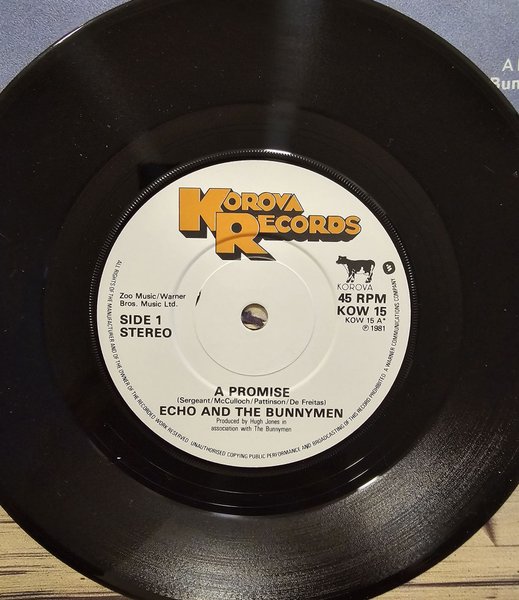 A
Bun
KOROVA
RECORDS
KOROVA
Zoo Music/Warner
Bros. Music Ltd.
45 RPM
SIDE 1
KOW 15
STEREO
KOW 15 A*
℗ 1981
A PROMISE
(Sergeant/McCulloch/Pattinson/De Freitas)
ECHO AND THE BUNNYMEN
Produced by Hugh Jones in
association with The Bunnymen
ALL RIGHTS OF THE MANUFACTURER AND OF THE OWNER OF THE RECORDED WORK RESERVED. UNAUTHORISED COPYING PUBLIC PERFORMANCE AND BROADCASTING OF THIS RECORD PROHIBITED. A WARNER COMMUNICATIONS COMPANY